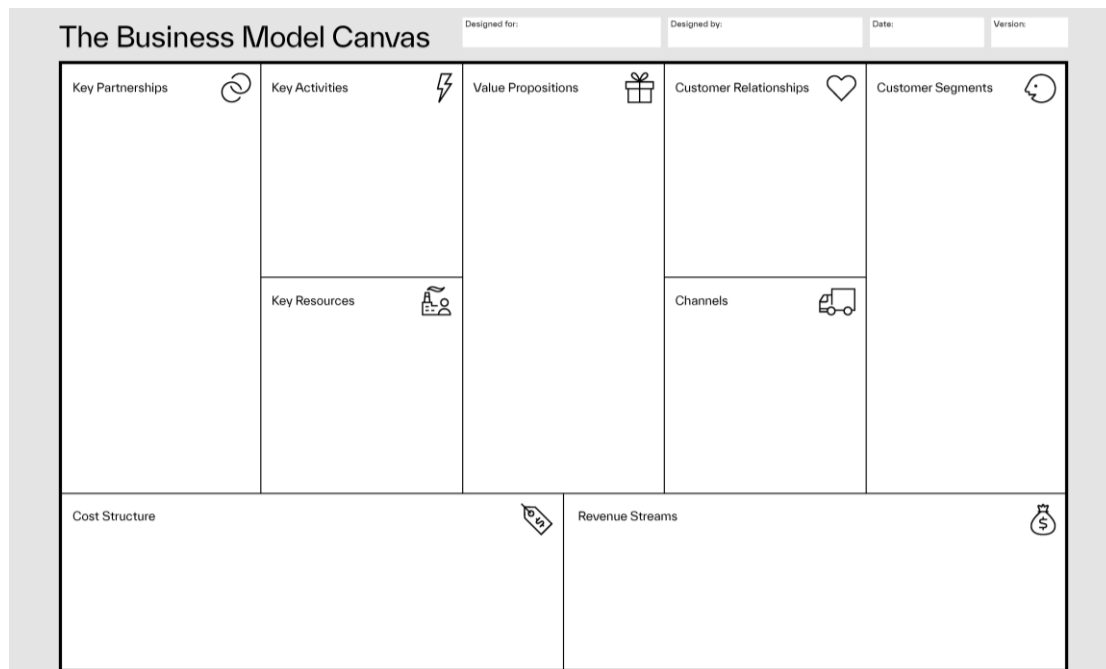 The Business Model Canvas
Designed for:
Designed by:
Date:
Version:
Key Partnerships
Key Activities
Value Propositions
Customer Relationships
Customer Segments
Key Resources
Channels
Cost Structure
Revenue Streams